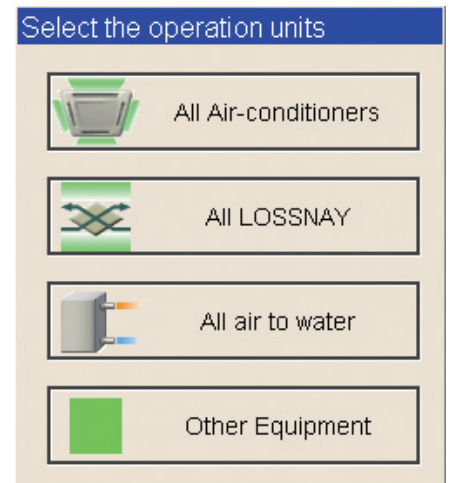 Select the operation units
All Air-conditioners
All LOSSNAY
All air to water
Other Equipment